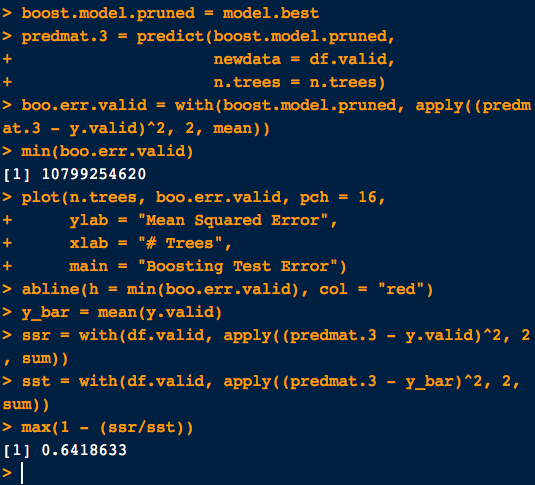 > boost.model.pruned = model.best
> predmat.3 = predict(boost.model.pruned,
+                     newdata = df.valid,
+                     n.trees = n.trees)
> boo.err.valid = with(boost.model.pruned, apply((predm
at.3 - y.valid)^2, 2, mean))
> min(boo.err.valid)
[1] 10799254620
> plot(n.trees, boo.err.valid, pch = 16,
+      ylab = "Mean Squared Error",
+      xlab = "# Trees",
+      main = "Boosting Test Error")
> abline(h = min(boo.err.valid), col = "red")
> y_bar = mean(y.valid)
> ssr = with(df.valid, apply((predmat.3 - y.valid)^2, 2
, sum))
> sst = with(df.valid, apply((predmat.3 - y_bar)^2, 2,
sum))
> max(1 - (ssr/sst))
[1] 0.6418633
>